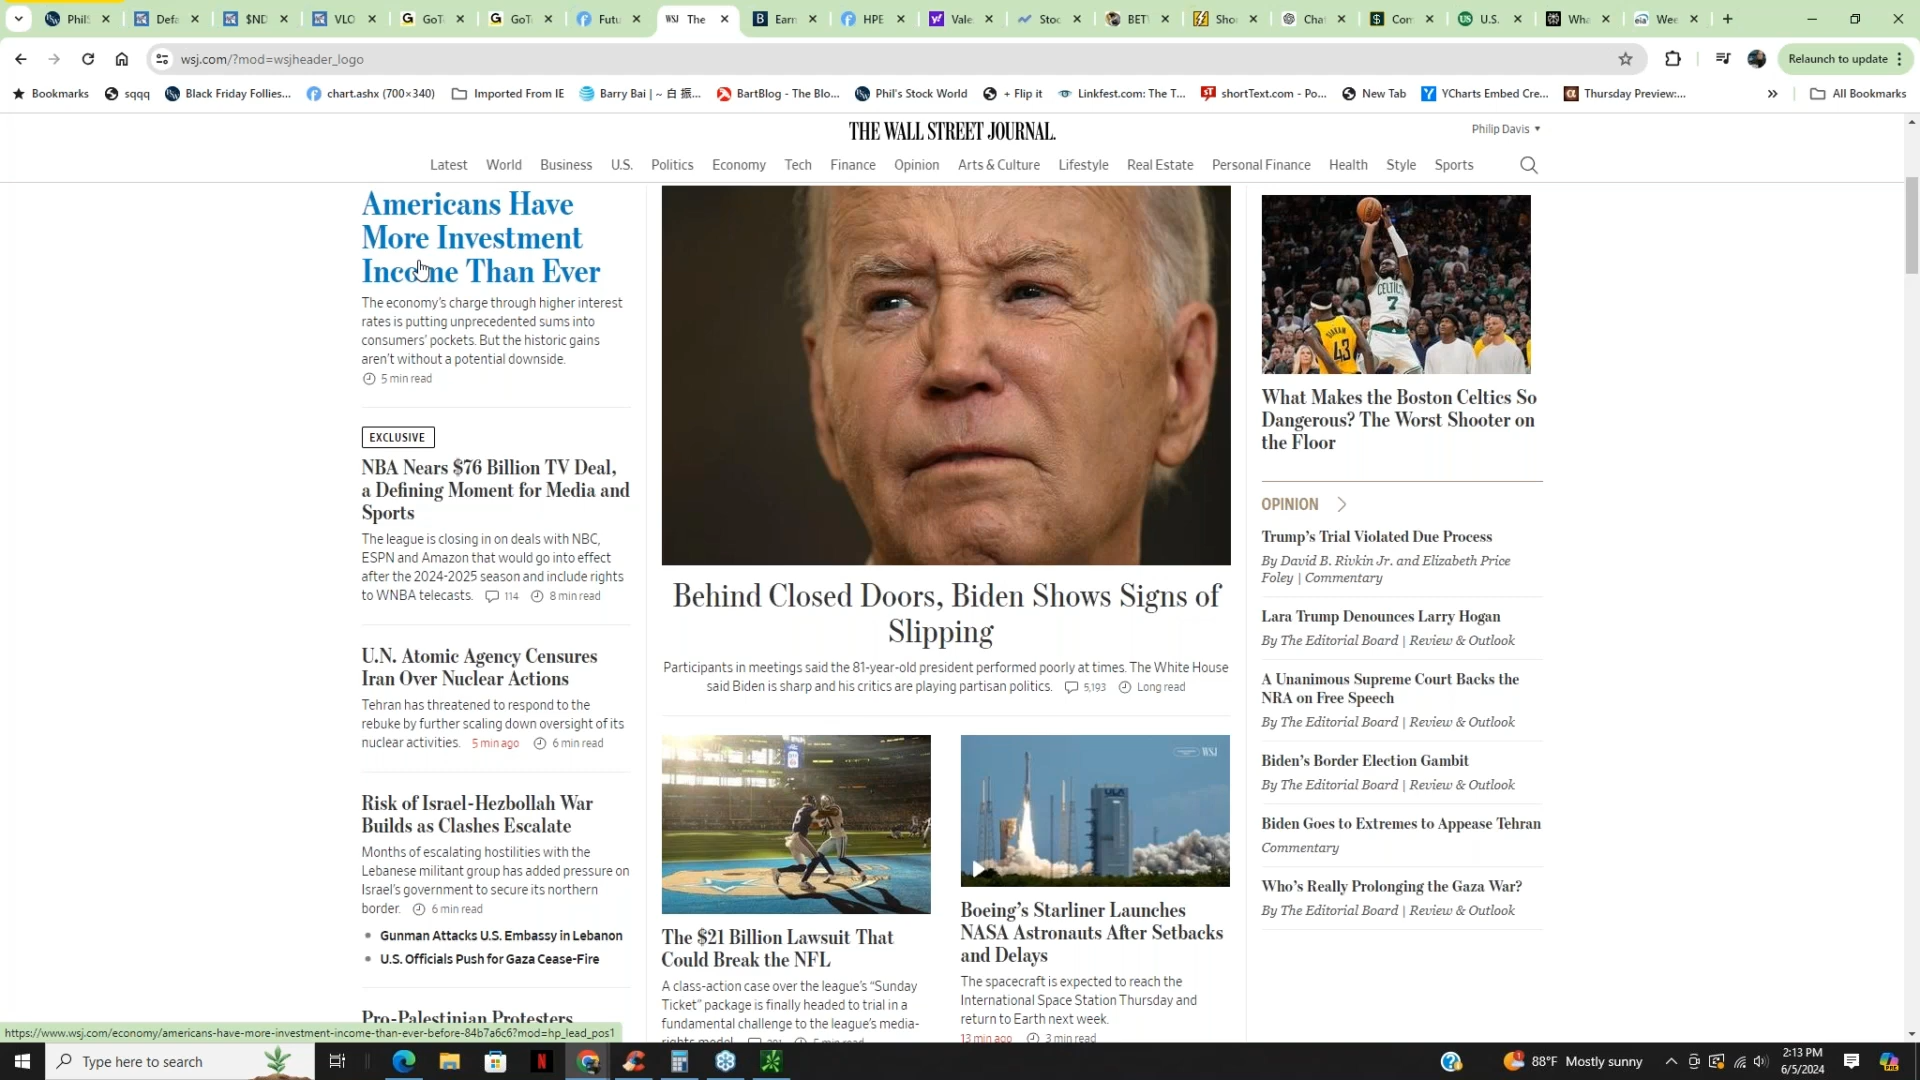 PhilS
Defa
$ND
VLO
GoT
GoT
Futu
WSJ The
Earn
HPE
Vale
Stoc
BET
Sho
Cha
Com
U.S.
Wha
Wee
wsj.com/?mod=wsjheader_logo
Relaunch to update
Bookmarks
sqqq
Black Friday Follies...
chart.ashx (700×340)
Imported From IE
Barry Bai | ~ 白 振...
BartBlog - The Blo...
Phil's Stock World
+ Flip it
Linkfest.com: The T...
shortText.com - Po...
New Tab
YCharts Embed Cre...
Thursday Preview:...
»
All Bookmarks
THE WALL STREET JOURNAL.
Philip Davis
Latest World Business U.S. Politics Economy Tech Finance Opinion Arts & Culture Lifestyle Real Estate Personal Finance Health Style Sports
Americans Have
More Investment
Income Than Ever
The economy's charge through higher interest
rates is putting unprecedented sums into
consumers' pockets. But the historic gains
aren't without a potential downside.
5 min read
EXCLUSIVE
NBA Nears $76 Billion TV Deal,
a Defining Moment for Media and
Sports
The league is closing in on deals with NBC,
ESPN and Amazon that would go into effect
after the 2024-2025 season and include rights
to WNBA telecasts. 114 8 min read
U.N. Atomic Agency Censures
Iran Over Nuclear Actions
Tehran has threatened to respond to the
rebuke by further scaling down oversight of its
nuclear activities. 5 min ago 6 min read
Risk of Israel-Hezbollah War
Builds as Clashes Escalate
Months of escalating hostilities with the
Lebanese militant group has added pressure on
Israel's government to secure its northern
border. 6 min read
• Gunman Attacks U.S. Embassy in Lebanon
• U.S. Officials Push for Gaza Cease-Fire
Pro-Palestinian Protesters
Behind Closed Doors, Biden Shows Signs of
Slipping
Participants in meetings said the 81-year-old president performed poorly at times. The White House
said Biden is sharp and his critics are playing partisan politics. 5,193 Long read
The $21 Billion Lawsuit That
Could Break the NFL
A class-action case over the league's "Sunday
Ticket" package is finally headed to trial in a
fundamental challenge to the league's media-
rights model.
WSJ
ULA
Boeing's Starliner Launches
NASA Astronauts After Setbacks
and Delays
The spacecraft is expected to reach the
International Space Station Thursday and
return to Earth next week.
13 min ago 3 min read
CELTICS
7
43
What Makes the Boston Celtics So
Dangerous? The Worst Shooter on
the Floor
OPINION
Trump's Trial Violated Due Process
By David B. Rivkin Jr. and Elizabeth Price
Foley | Commentary
Lara Trump Denounces Larry Hogan
By The Editorial Board | Review & Outlook
A Unanimous Supreme Court Backs the
NRA on Free Speech
By The Editorial Board | Review & Outlook
Biden's Border Election Gambit
By The Editorial Board | Review & Outlook
Biden Goes to Extremes to Appease Tehran
Commentary
Who's Really Prolonging the Gaza War?
By The Editorial Board | Review & Outlook
https://www.wsj.com/economy/americans-have-more-investment-income-than-ever-before-84b7a6c6?mod=hp_lead_pos1
Type here to search
88°F Mostly sunny
2:13 PM
6/5/2024